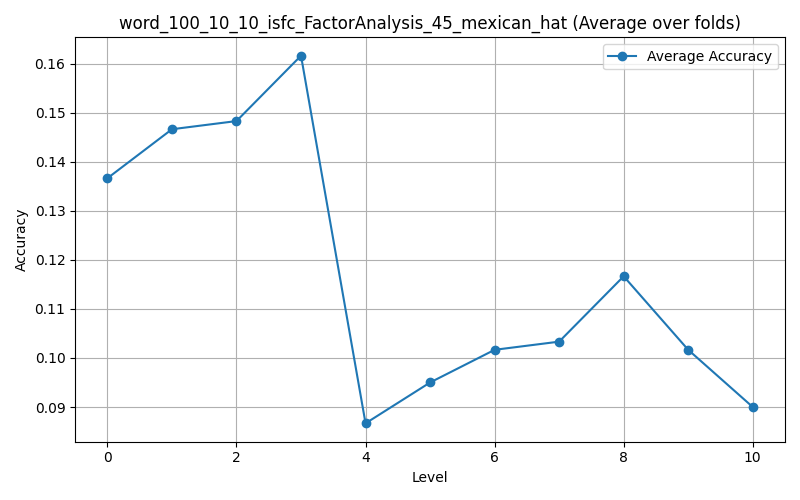 word_100_10_10_isfc_FactorAnalysis_45_mexican_hat (Average over folds)
Average Accuracy
0.16
0.15
0.14
0.13
0.12
0.11
0.10
0.09
Accuracy
0 2 4 6 8 10
Level